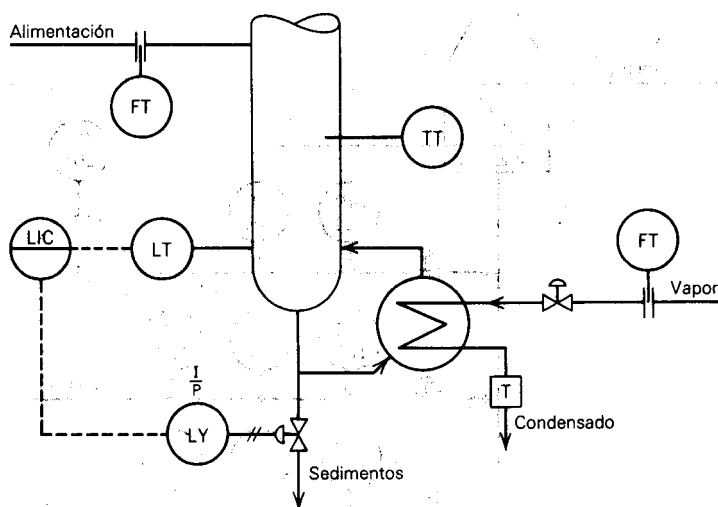 Alimentación
FT
TT
LIC
LT
FT
Vapor
I
P
LY
T
Condensado
Sedimentos